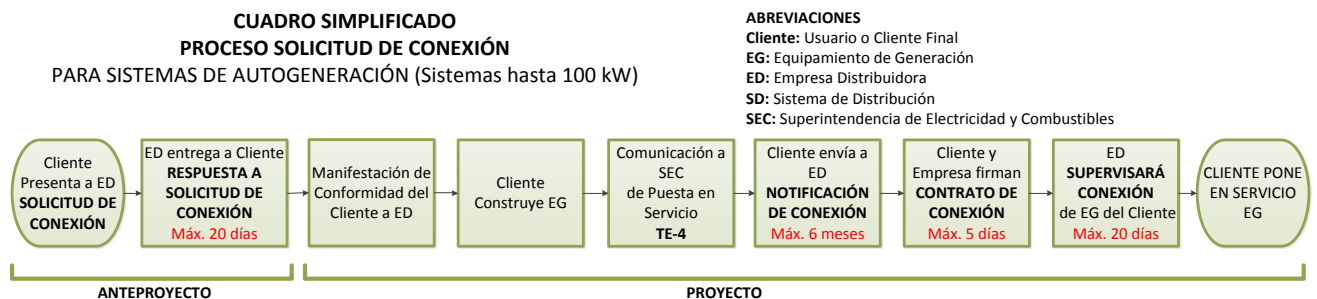 CUADRO SIMPLIFICADO
PROCESO SOLICITUD DE CONEXIÓN
PARA SISTEMAS DE AUTOGENERACIÓN (Sistemas hasta 100 kW)
ABREVIACIONES
Cliente: Usuario o Cliente Final
EG: Equipamiento de Generación
ED: Empresa Distribuidora
SD: Sistema de Distribución
SEC: Superintendencia de Electricidad y Combustibles
Cliente
Presenta a ED
SOLICITUD DE
CONEXIÓN
ED entrega a Cliente
RESPUESTA A
SOLICITUD DE
CONEXIÓN
Máx. 20 días
Manifestación de
Conformidad del
Cliente a ED
Cliente
Construye EG
Comunicación a
SEC
de Puesta en
Servicio
TE-4
Cliente envía a
ED
NOTIFICACIÓN
DE CONEXIÓN
Máx. 6 meses
Cliente y
Empresa firman
CONTRATO DE
CONEXIÓN
Máx. 5 días
ED
SUPERVISARÁ
CONEXIÓN
de EG del Cliente
Máx. 20 días
CLIENTE PONE
EN SERVICIO
EG
ANTEPROYECTO
PROYECTO